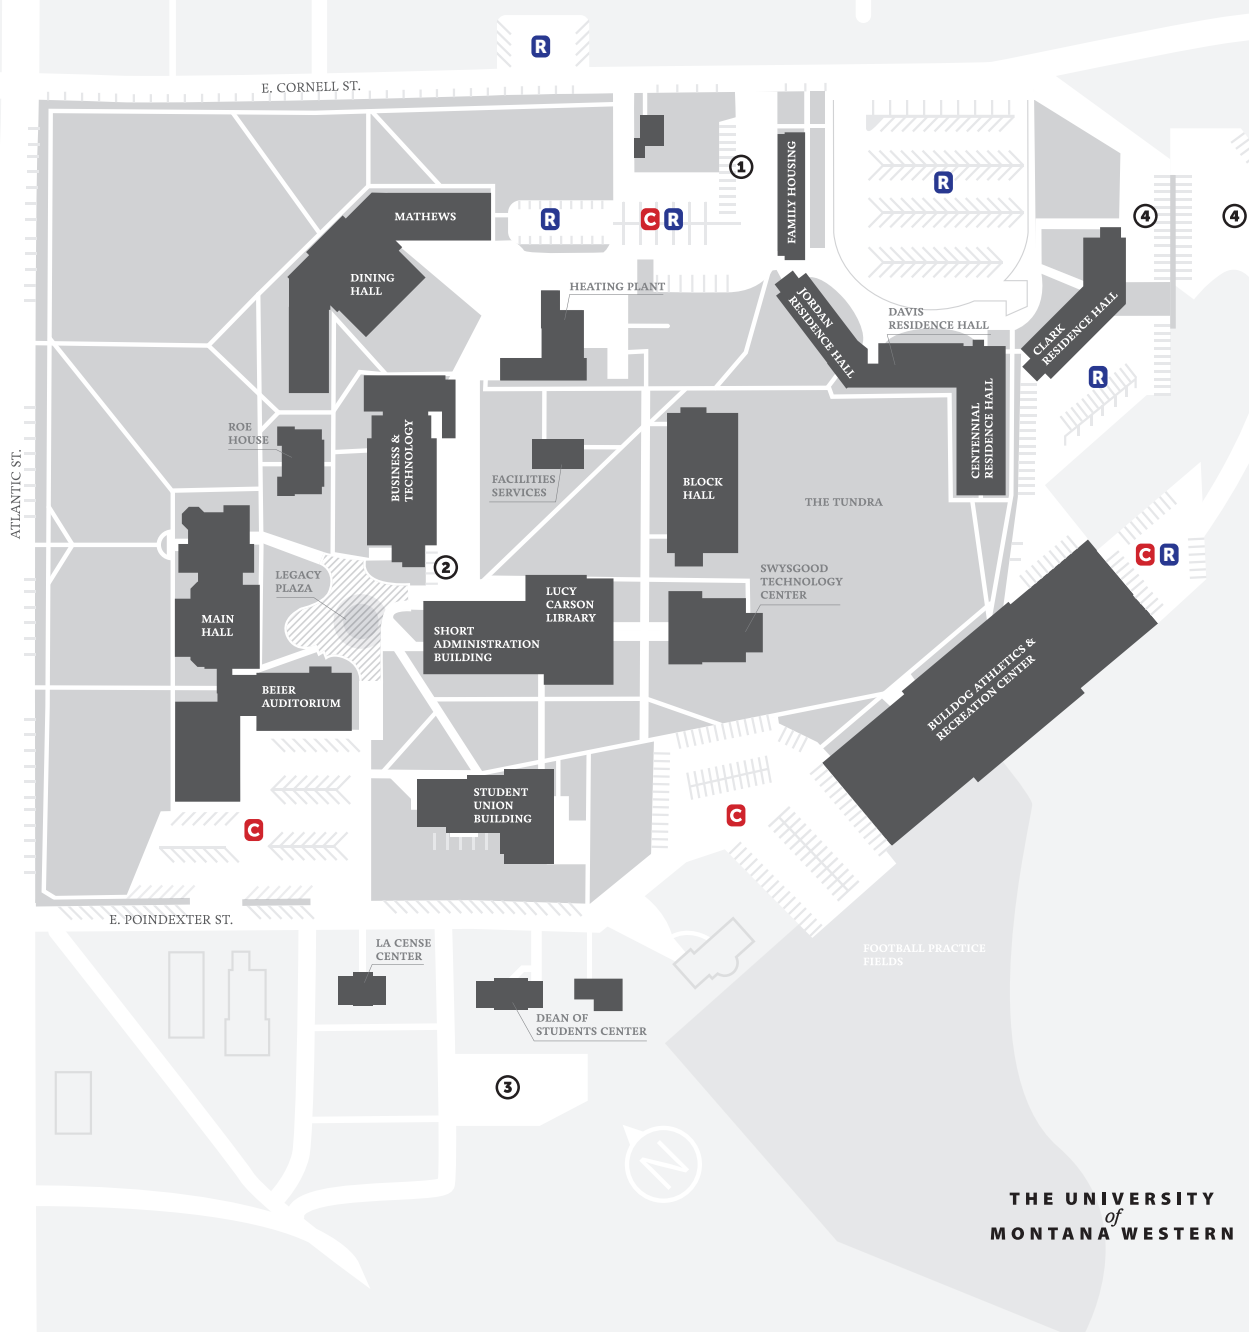 R
E. CORNELL ST.
1
FAMILY HOUSING
R
MATHEWS
R
C R
4
4
DINING
HALL
HEATING PLANT
JORDAN
RESIDENCE HALL
DAVIS
RESIDENCE HALL
CLARK
RESIDENCE HALL
R
ROE
HOUSE
BUSINESS &
TECHNOLOGY
CENTENNIAL
RESIDENCE HALL
ATLANTIC ST.
FACILITIES
SERVICES
BLOCK
HALL
THE TUNDRA
C R
2
LEGACY
PLAZA
SWYSGOOD
TECHNOLOGY
CENTER
LUCY
CARSON
LIBRARY
MAIN
HALL
SHORT
ADMINISTRATION
BUILDING
BULLDOG ATHLETICS &
RECREATION CENTER
BEIER
AUDITORIUM
STUDENT
UNION
BUILDING
C
C
E. POINDEXTER ST.
LA CENSE
CENTER
FOOTBALL PRACTICE
FIELDS
DEAN OF
STUDENTS CENTER
3
N
THE UNIVERSITY
of
MONTANA WESTERN